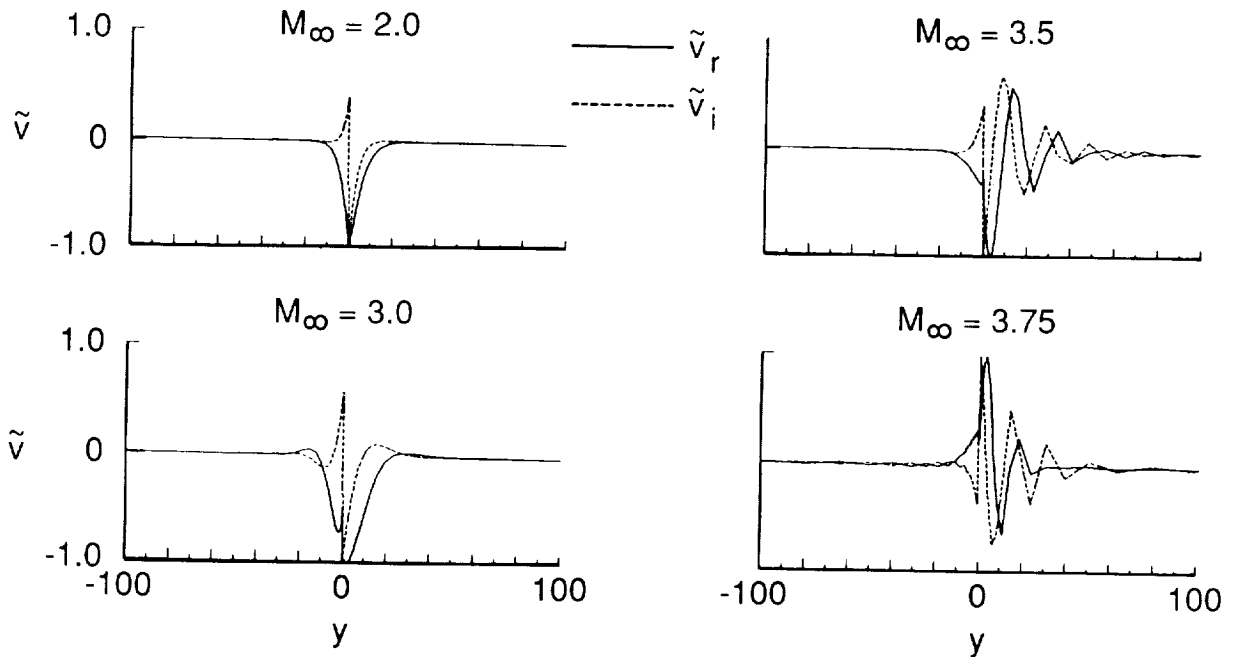 M∞ = 2.0
1.0
ṽ
0
-1.0
ṽr
ṽi
M∞ = 3.5
M∞ = 3.0
1.0
ṽ
0
-1.0
-100 0 100
y
M∞ = 3.75
-100 0 100
y